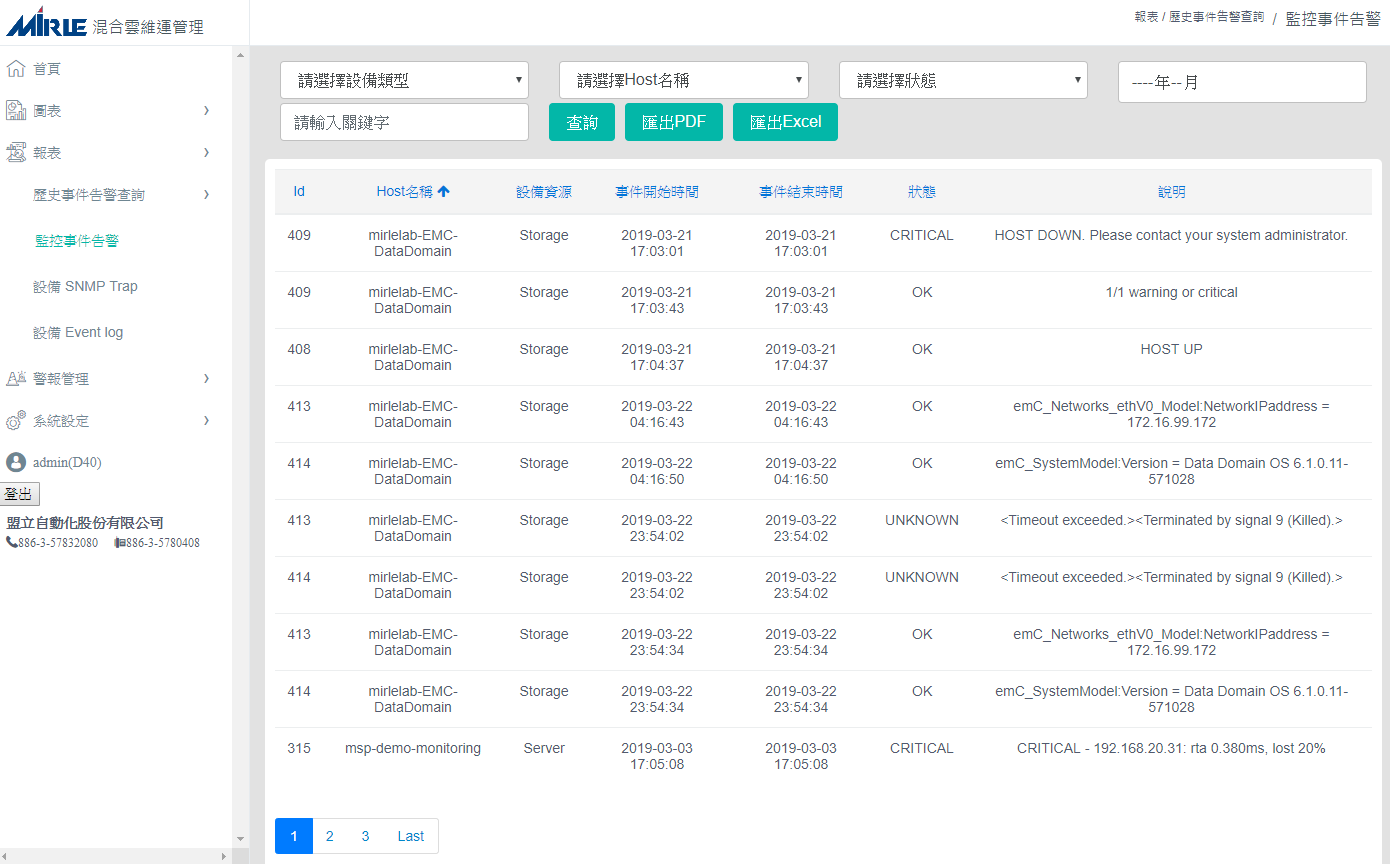 MIRLE 混合雲維運管理
報表 / 歷史事件告警查詢 / 監控事件告警
首頁
圖表
報表
歷史事件告警查詢
監控事件告警
設備 SNMP Trap
設備 Event log
警報管理
系統設定
admin(D40)
登出
盟立自動化股份有限公司
886-3-57832080 886-3-5780408
請選擇設備類型 請選擇Host名稱 請選擇狀態 ----年--月
請輸入關鍵字 查詢 匯出PDF 匯出Excel
Id Host名稱 設備資源 事件開始時間 事件结束時間 狀態 說明
409 mirlelab-EMC- Storage 2019-03-21 2019-03-21 CRITICAL HOST DOWN. Please contact your system administrator.
DataDomain 17:03:01 17:03:01
409 mirlelab-EMC- Storage 2019-03-21 2019-03-21 OK 1/1 warning or critical
DataDomain 17:03:43 17:03:43
408 mirlelab-EMC- Storage 2019-03-21 2019-03-21 OK HOST UP
DataDomain 17:04:37 17:04:37
413 mirlelab-EMC- Storage 2019-03-22 2019-03-22 OK emC_Networks_ethV0_Model:NetworkIPaddress =
DataDomain 04:16:43 04:16:43 172.16.99.172
414 mirlelab-EMC- Storage 2019-03-22 2019-03-22 OK emC_SystemModel:Version = Data Domain OS 6.1.0.11-
DataDomain 04:16:50 04:16:50 571028
413 mirlelab-EMC- Storage 2019-03-22 2019-03-22 UNKNOWN <Timeout exceeded.><Terminated by signal 9 (Killed).>
DataDomain 23:54:02 23:54:02
414 mirlelab-EMC- Storage 2019-03-22 2019-03-22 UNKNOWN <Timeout exceeded.><Terminated by signal 9 (Killed).>
DataDomain 23:54:02 23:54:02
413 mirlelab-EMC- Storage 2019-03-22 2019-03-22 OK emC_Networks_ethV0_Model:NetworkIPaddress =
DataDomain 23:54:34 23:54:34 172.16.99.172
414 mirlelab-EMC- Storage 2019-03-22 2019-03-22 OK emC_SystemModel:Version = Data Domain OS 6.1.0.11-
DataDomain 23:54:34 23:54:34 571028
315 msp-demo-monitoring Server 2019-03-03 2019-03-03 CRITICAL CRITICAL - 192.168.20.31: rta 0.380ms, lost 20%
17:05:08 17:05:08
1 2 3 Last